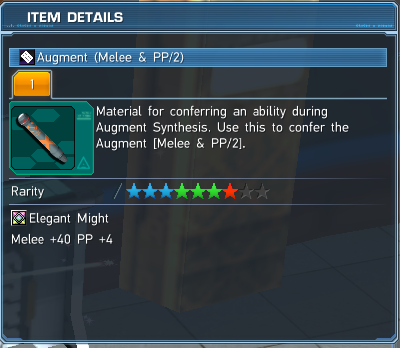 ITEM DETAILS
Augment (Melee & PP/2)
1
Material for conferring an ability during
Augment Synthesis. Use this to confer the
Augment [Melee & PP/2].
Rarity
Elegant Might
Melee +40 PP +4